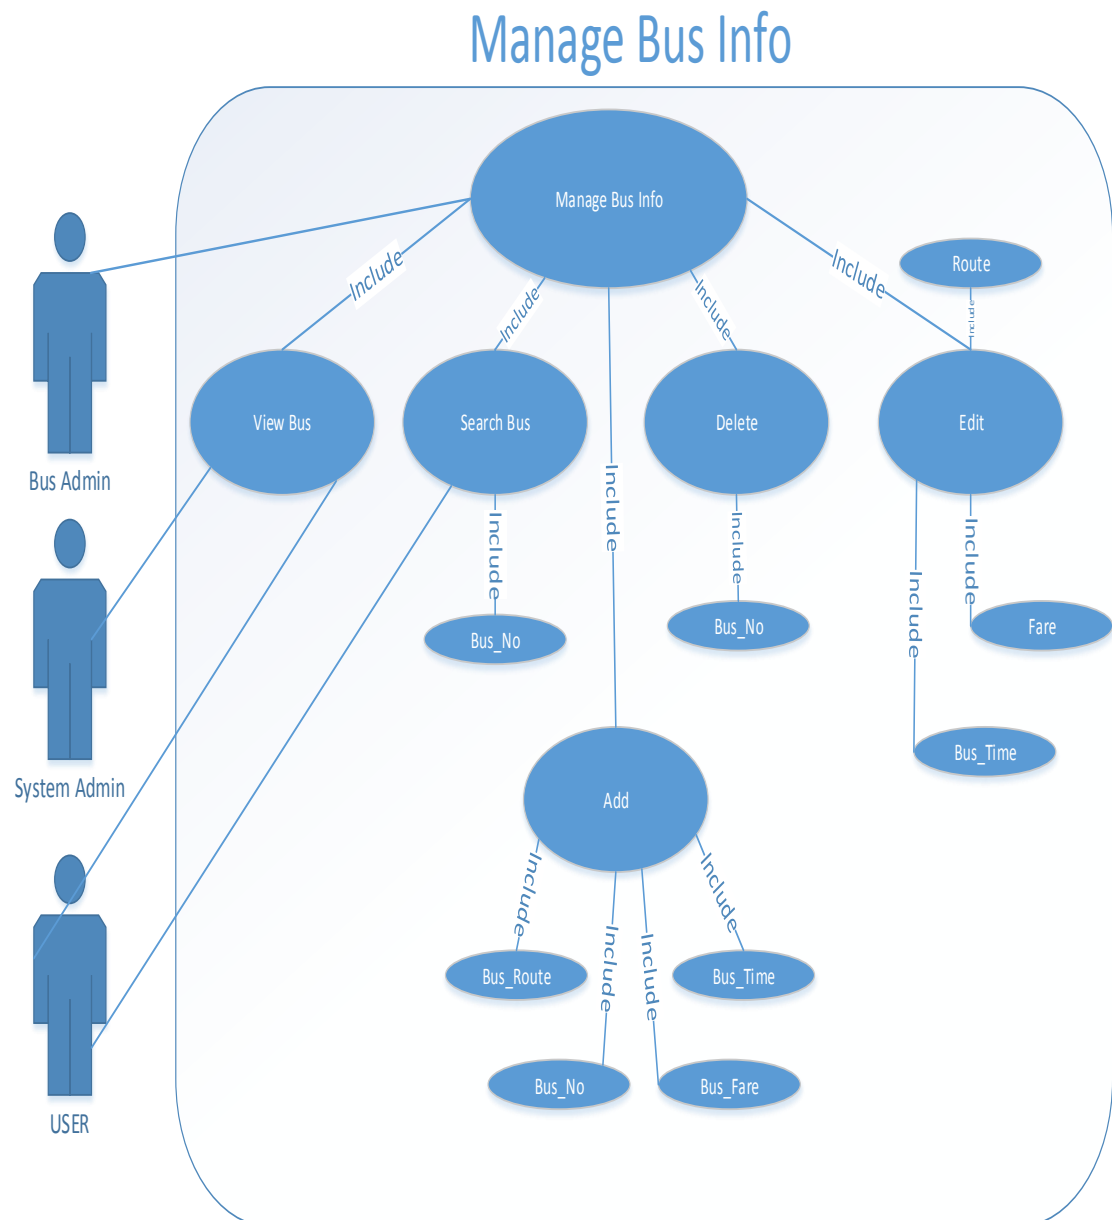 Manage Bus Info
Manage Bus Info
Route
Include
Include
Include
Include
Include
View Bus
Search Bus
Delete
Edit
Bus Admin
Include
Include
Include
Include
Include
Bus_No
Bus_No
Fare
Bus_Time
System Admin
Add
Include
Include
Include
Include
Bus_Route
Bus_Time
Bus_No
Bus_Fare
USER